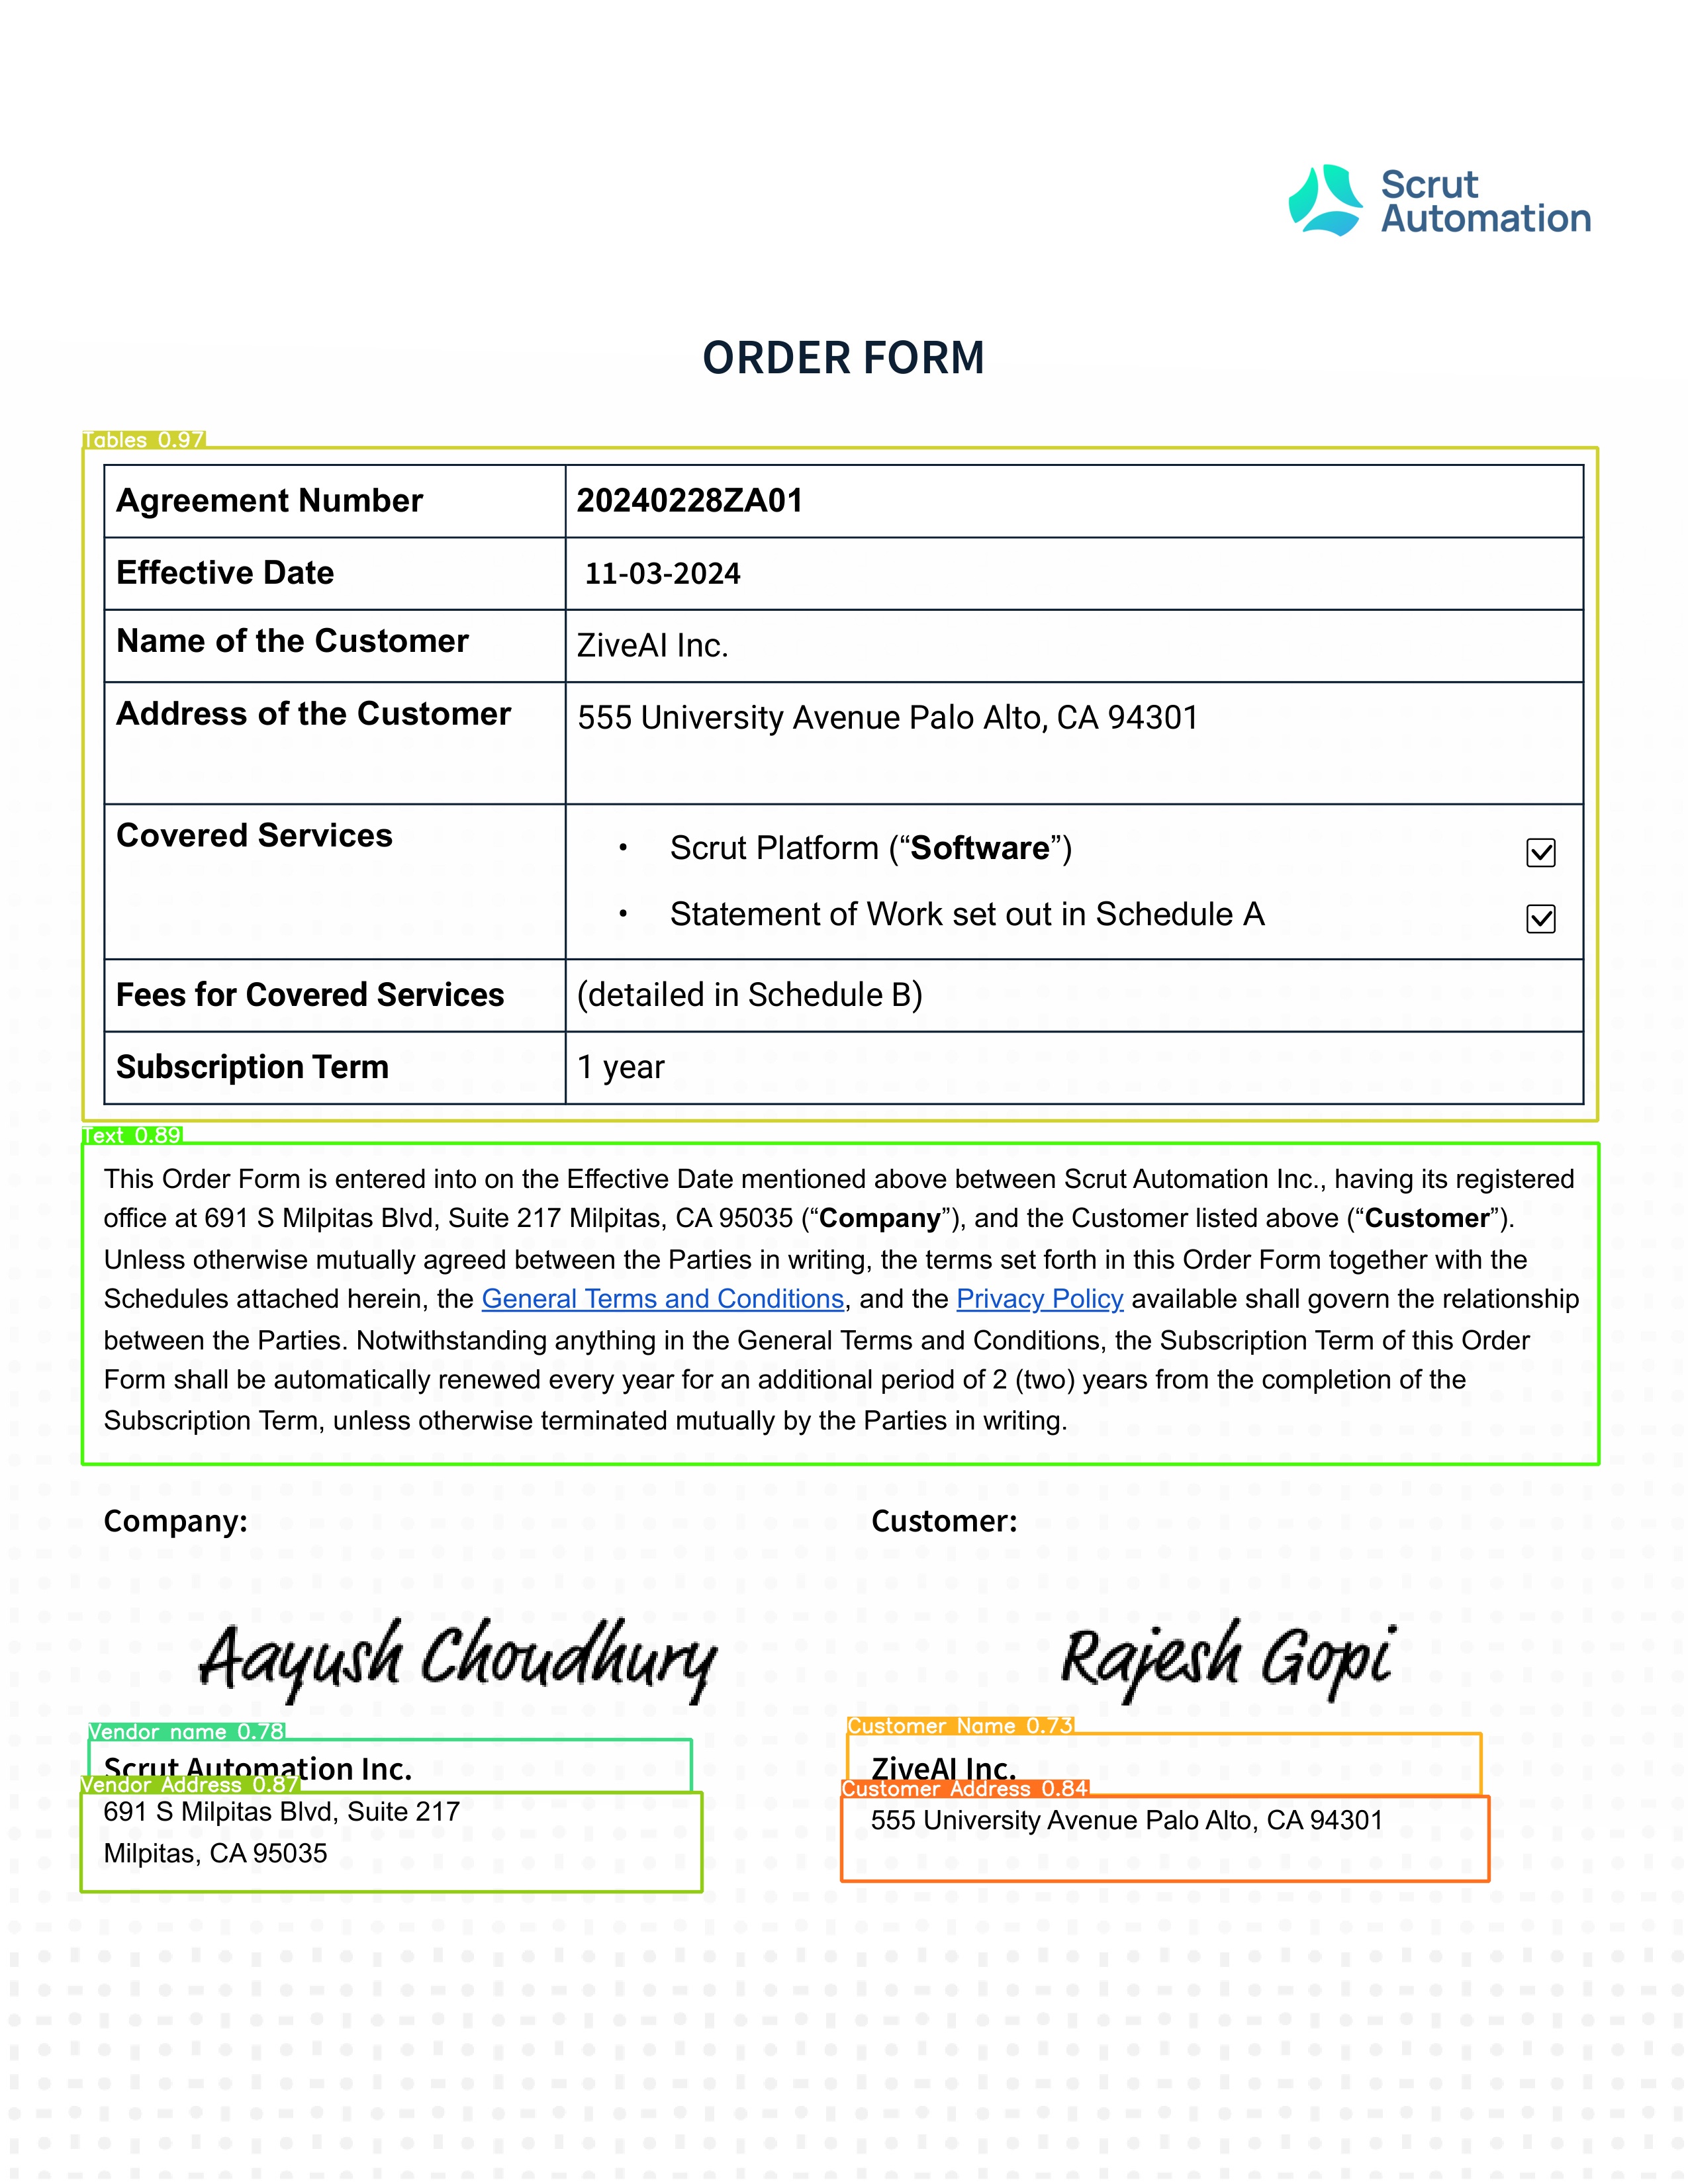 Scrut
Automation
ORDER FORM
Tables 0.97
Agreement Number 20240228ZA01
Effective Date 11-03-2024
Name of the Customer ZiveAI Inc.
Address of the Customer 555 University Avenue Palo Alto, CA 94301
Covered Services • Scrut Platform (“Software”)
• Statement of Work set out in Schedule A
Fees for Covered Services (detailed in Schedule B)
Subscription Term 1 year
Text 0.89
This Order Form is entered into on the Effective Date mentioned above between Scrut Automation Inc., having its registered
office at 691 S Milpitas Blvd, Suite 217 Milpitas, CA 95035 (“Company”), and the Customer listed above (“Customer”).
Unless otherwise mutually agreed between the Parties in writing, the terms set forth in this Order Form together with the
Schedules attached herein, the General Terms and Conditions, and the Privacy Policy available shall govern the relationship
between the Parties. Notwithstanding anything in the General Terms and Conditions, the Subscription Term of this Order
Form shall be automatically renewed every year for an additional period of 2 (two) years from the completion of the
Subscription Term, unless otherwise terminated mutually by the Parties in writing.
Company: Customer:
Aayush Choudhury Rajesh Gopi
Vendor name 0.78 Customer Name 0.73
Scrut Automation Inc. ZiveAI Inc.
Vendor Address 0.87 Customer Address 0.84
691 S Milpitas Blvd, Suite 217 555 University Avenue Palo Alto, CA 94301
Milpitas, CA 95035